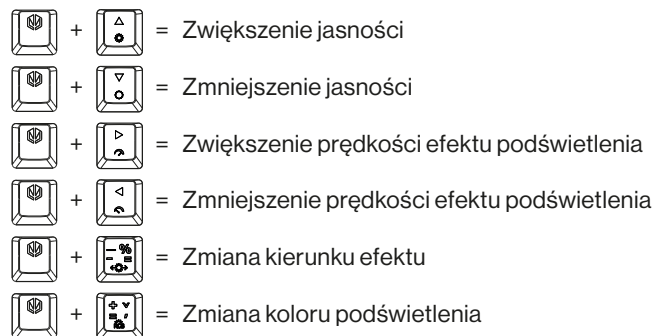 + = Zwiększenie jasności
+ = Zmniejszenie jasności
+ = Zwiększenie prędkości efektu podświetlenia
+ = Zmniejszenie prędkości efektu podświetlenia
+ = Zmiana kierunku efektu
+ = Zmiana koloru podświetlenia